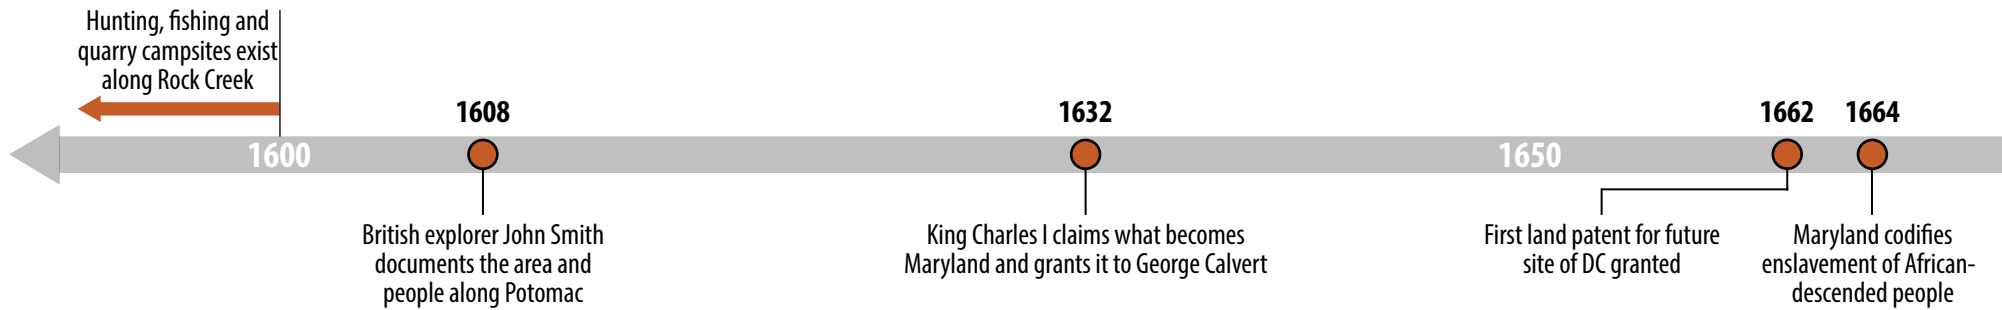 Hunting, fishing and
quarry campsites exist
along Rock Creek
1608
1632
1662
1664
1600
1650
British explorer John Smith
documents the area and
people along Potomac
King Charles I claims what becomes
Maryland and grants it to George Calvert
First land patent for future
site of DC granted
Maryland codifies
enslavement of African-
descended people